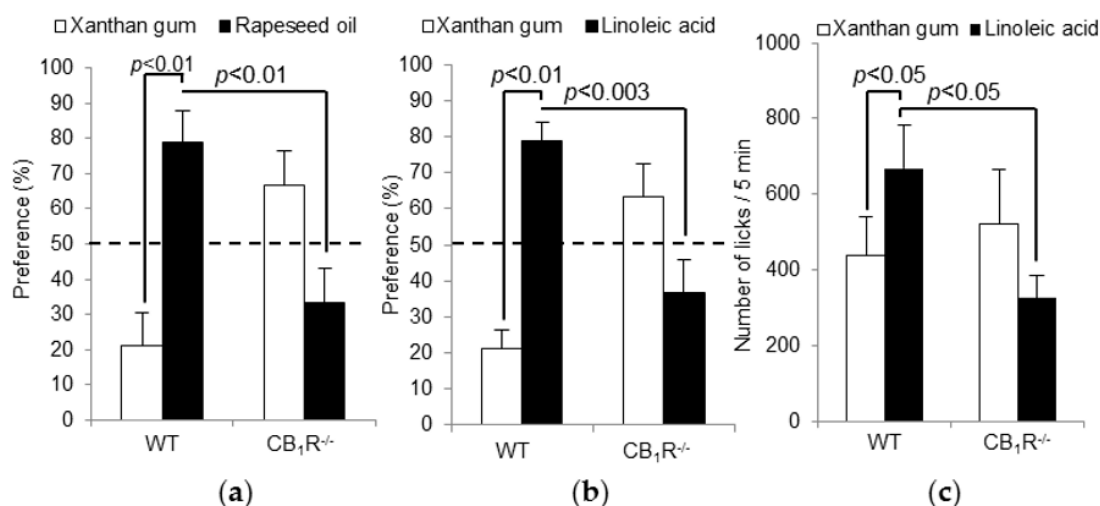 Xanthan gum Rapeseed oil
Preference (%)
100
90
80
70
60
50
40
30
20
10
0
p<0.01
p<0.01
WT CB₁R⁻/⁻
(a)
Xanthan gum Linoleic acid
Preference (%)
100
90
80
70
60
50
40
30
20
10
0
p<0.01
p<0.003
WT CB₁R⁻/⁻
(b)
Xanthan gum Linoleic acid
Number of licks / 5 min
1000
800
600
400
200
0
p<0.05
p<0.05
WT CB₁R⁻/⁻
(c)